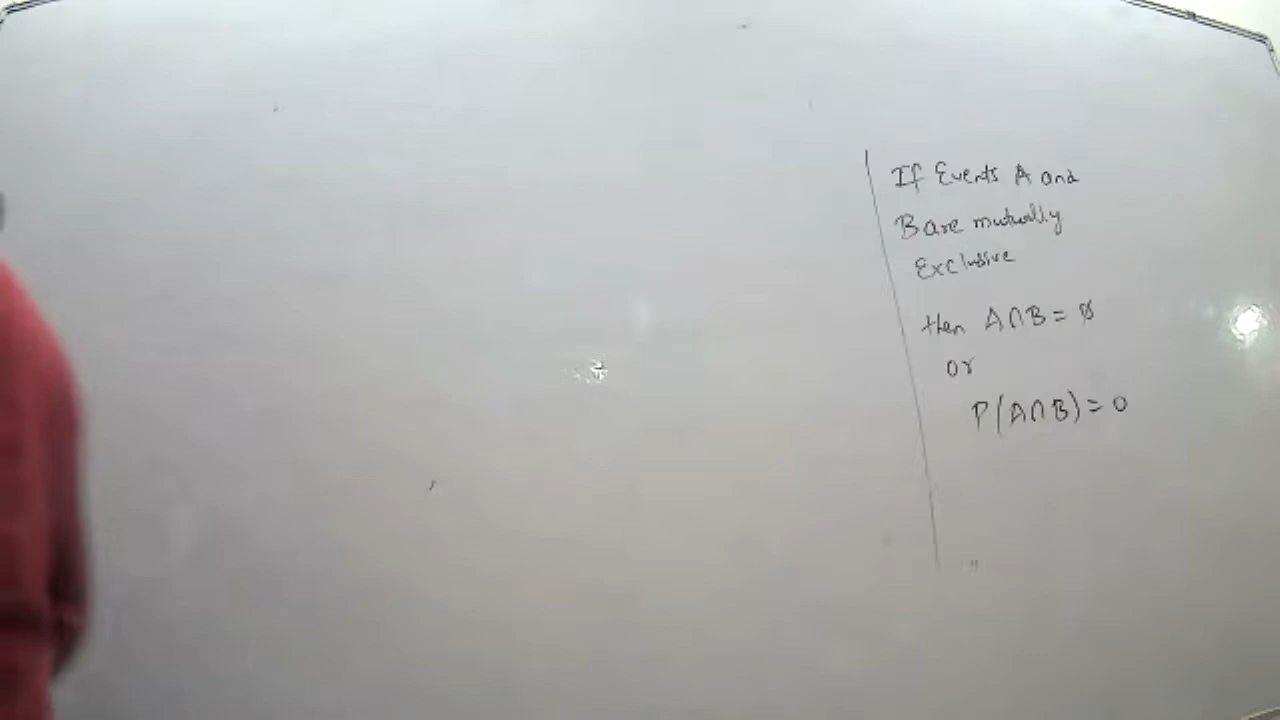 If Events A and
B are mutually
Exclusive
then A∩B = ∅
or
P(A∩B) = 0